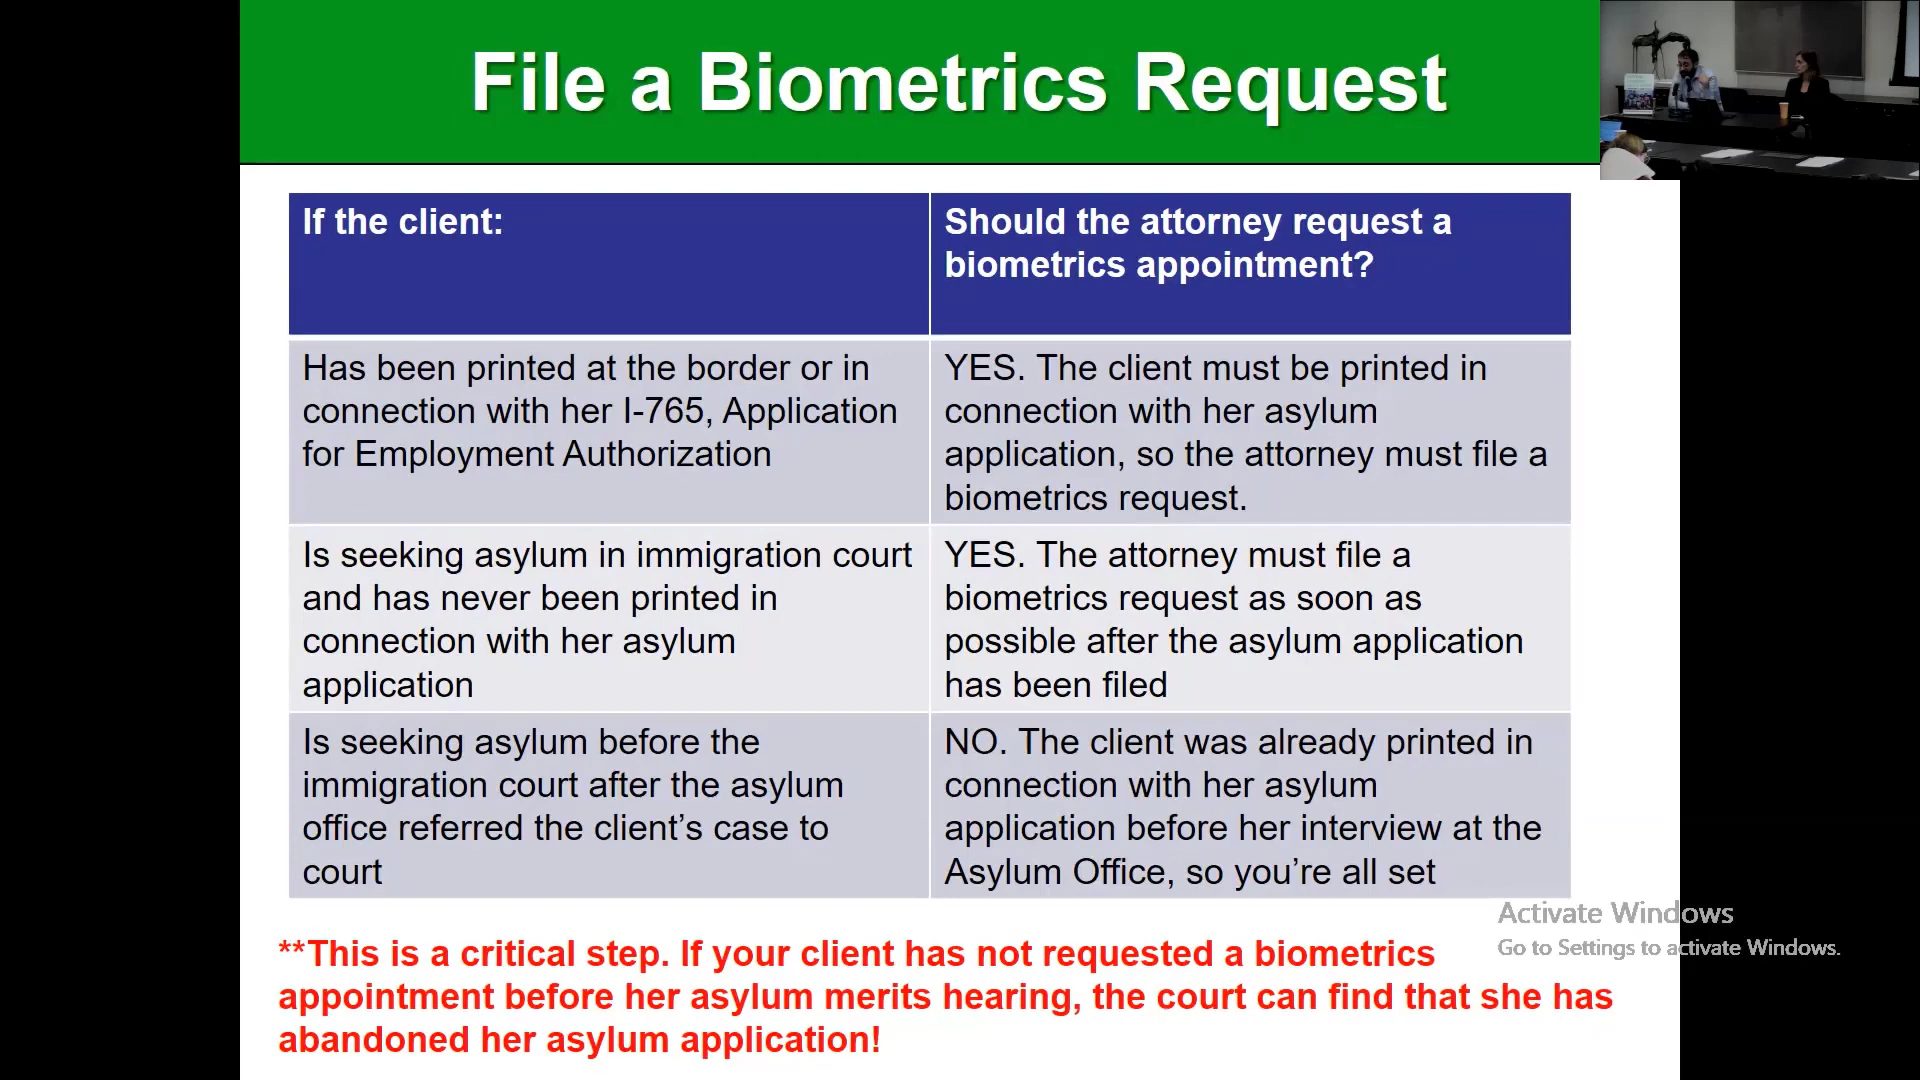 File a Biometrics Request
If the client:
Should the attorney request a
biometrics appointment?
Has been printed at the border or in
connection with her I-765, Application
for Employment Authorization
YES. The client must be printed in
connection with her asylum
application, so the attorney must file a
biometrics request.
Is seeking asylum in immigration court
and has never been printed in
connection with her asylum
application
YES. The attorney must file a
biometrics request as soon as
possible after the asylum application
has been filed
Is seeking asylum before the
immigration court after the asylum
office referred the client’s case to
court
NO. The client was already printed in
connection with her asylum
application before her interview at the
Asylum Office, so you’re all set
**This is a critical step. If your client has not requested a biometrics
appointment before her asylum merits hearing, the court can find that she has
abandoned her asylum application!
Activate Windows
Go to Settings to activate Windows.